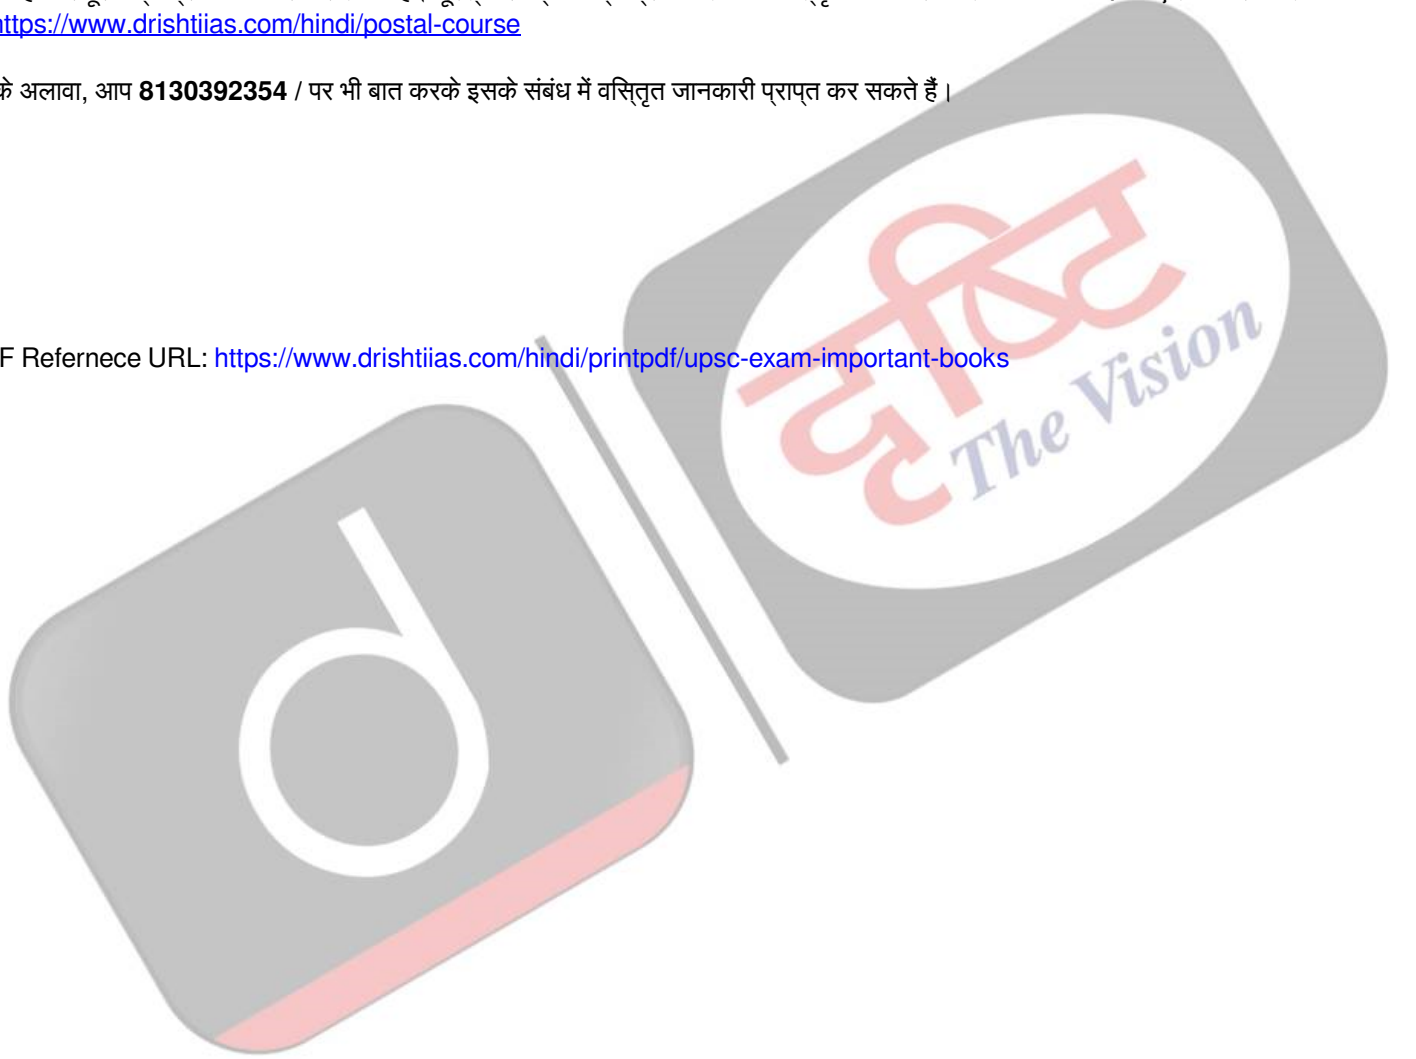 https://www.drishtiias.com/hindi/postal-course
के अलावा, आप 8130392354 / पर भी बात करके इसके संबंध में विस्तृत जानकारी प्राप्त कर सकते हैं।
दृष्टि
The Vision
F Refernece URL: https://www.drishtiias.com/hindi/printpdf/upsc-exam-important-books
d